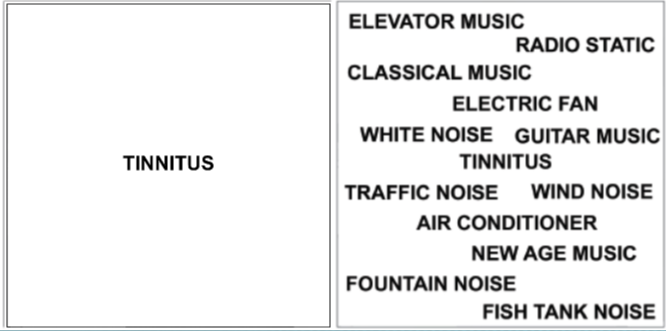 TINNITUS
ELEVATOR MUSIC
RADIO STATIC
CLASSICAL MUSIC
ELECTRIC FAN
WHITE NOISE GUITAR MUSIC
TINNITUS
TRAFFIC NOISE WIND NOISE
AIR CONDITIONER
NEW AGE MUSIC
FOUNTAIN NOISE
FISH TANK NOISE